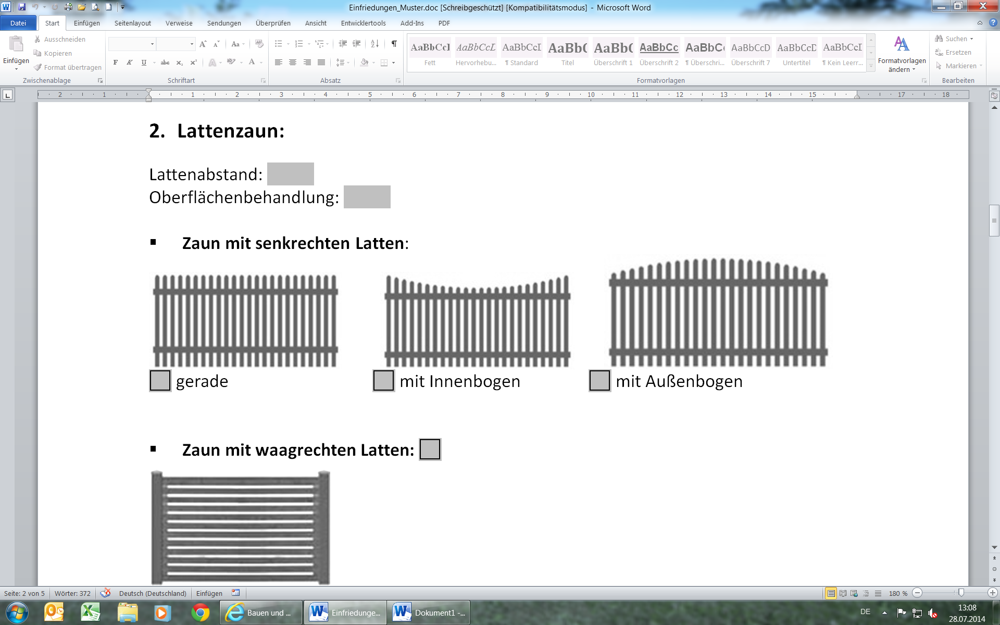 Einfriedungen_Muster.doc [Schreibgeschützt] [Kompatibilitätsmodus] - Microsoft Word
Datei Start Einfügen Seitenlayout Verweise Sendungen Überprüfen Ansicht Entwicklertools Add-Ins PDF
Einfügen
Ausschneiden
Kopieren
Format übertragen
Zwischenablage
F K U abc x₂ x² Aa
Schriftart
Absatz
AaBbCcI AaBbCcL AaBbCcI AaBb( AaBb( AaBbCc AaBbC AaBbCcD AaBbCcD AaBbCcI
Fett Hervorhebu... ¶ Standard Titel Überschrift 1 Überschrift 2 ¶ Überschri... Überschrift 7 Untertitel ¶ Kein Leerr...
Formatvorlagen
Formatvorlagen ändern
Suchen
Ersetzen
Markieren
Bearbeiten
2 1 1 2 3 4 5 6 7 8 9 10 11 12 13 14 15 17 18
2. Lattenzaun:
Lattenabstand:
Oberflächenbehandlung:
Zaun mit senkrechten Latten:
gerade mit Innenbogen mit Außenbogen
Zaun mit waagrechten Latten:
Seite: 2 von 5 Wörter: 372 Deutsch (Deutschland) Einfügen 180 %
Bauen und ... Einfriedunge... Dokument1 -... DE 13:08
28.07.2014